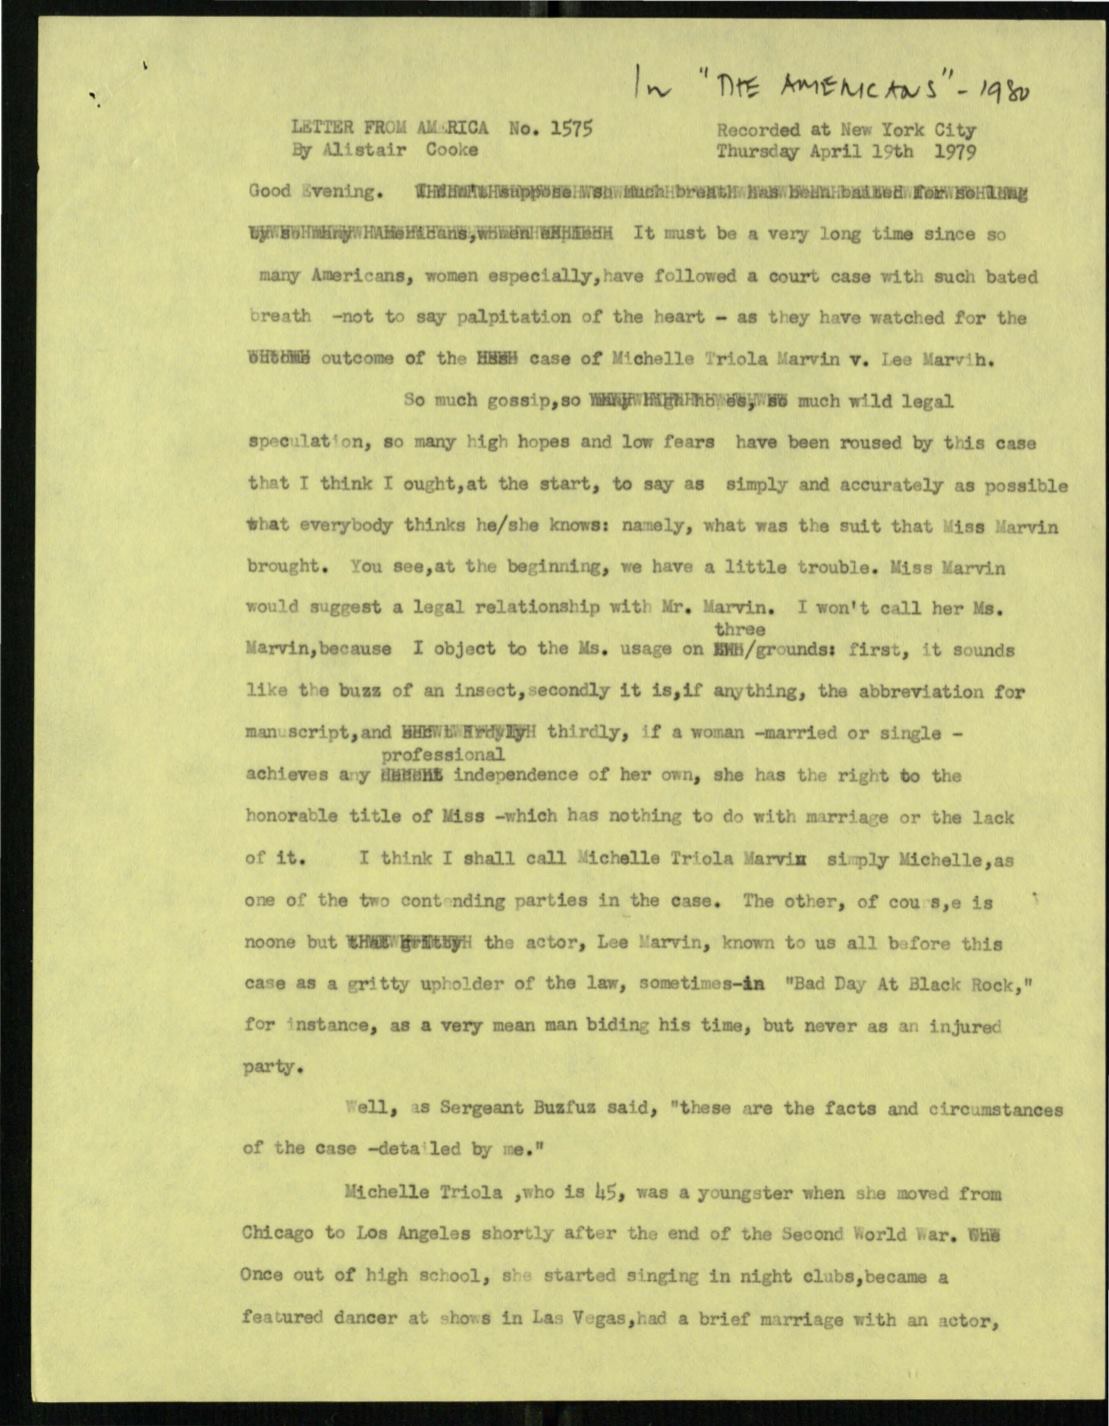 In "THE AMERICANS" - 1980
LETTER FROM AMERICA No. 1575
By Alistair Cooke
Recorded at New York City
Thursday April 19th 1979
Good Evening. It must be a very long time since so
many Americans, women especially,have followed a court case with such bated
breath -not to say palpitation of the heart - as they have watched for the
outcome of the case of Michelle Triola Marvin v. Lee Marvih.
So much gossip,so much wild legal
speculation, so many high hopes and low fears have been roused by this case
that I think I ought,at the start, to say as simply and accurately as possible
that everybody thinks he/she knows: namely, what was the suit that Miss Marvin
brought. You see,at the beginning, we have a little trouble. Miss Marvin
would suggest a legal relationship with Mr. Marvin. I won't call her Ms.
three
Marvin,because I object to the Ms. usage on /grounds: first, it sounds
like the buzz of an insect,secondly it is,if anything, the abbreviation for
manuscript,and thirdly, if a woman -married or single -
professional
achieves any independence of her own, she has the right to the
honorable title of Miss -which has nothing to do with marriage or the lack
of it. I think I shall call Michelle Triola Marvin simply Michelle,as
one of the two contending parties in the case. The other, of cou s,e is
noone but the actor, Lee Marvin, known to us all before this
case as a gritty upholder of the law, sometimes-in "Bad Day At Black Rock,"
for instance, as a very mean man biding his time, but never as an injured
party.
Well, as Sergeant Buzfuz said, "these are the facts and circumstances
of the case -detailed by me."
Michelle Triola ,who is 45, was a youngster when she moved from
Chicago to Los Angeles shortly after the end of the Second World War.
Once out of high school, she started singing in night clubs,became a
featured dancer at shows in Las Vegas,had a brief marriage with an actor,